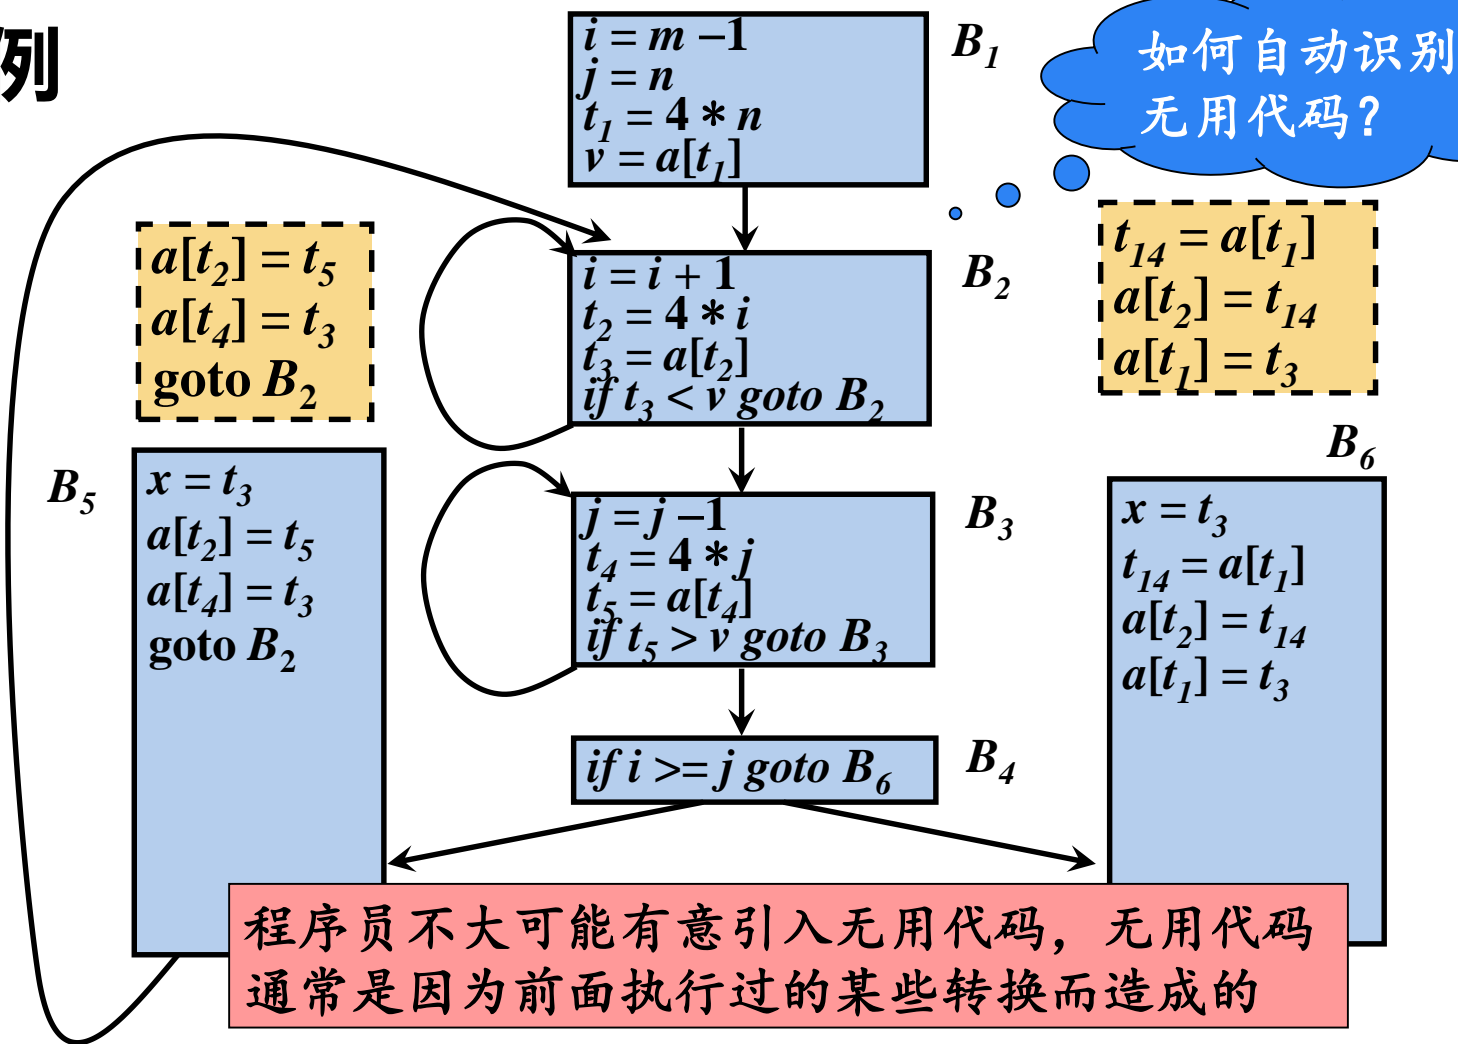 例
i = m −1
j = n
t1 = 4 * n
v = a[t1]
B1
如何自动识别
无用代码?
a[t2] = t5
a[t4] = t3
goto B2
i = i + 1
t2 = 4 * i
t3 = a[t2]
if t3 < v goto B2
B2
t14 = a[t1]
a[t2] = t14
a[t1] = t3
B5
x = t3
a[t2] = t5
a[t4] = t3
goto B2
j = j −1
t4 = 4 * j
t5 = a[t4]
if t5 > v goto B3
B3
B6
x = t3
t14 = a[t1]
a[t2] = t14
a[t1] = t3
if i >= j goto B6
B4
程序员不大可能有意引入无用代码，无用代码
通常是因为前面执行过的某些转换而造成的